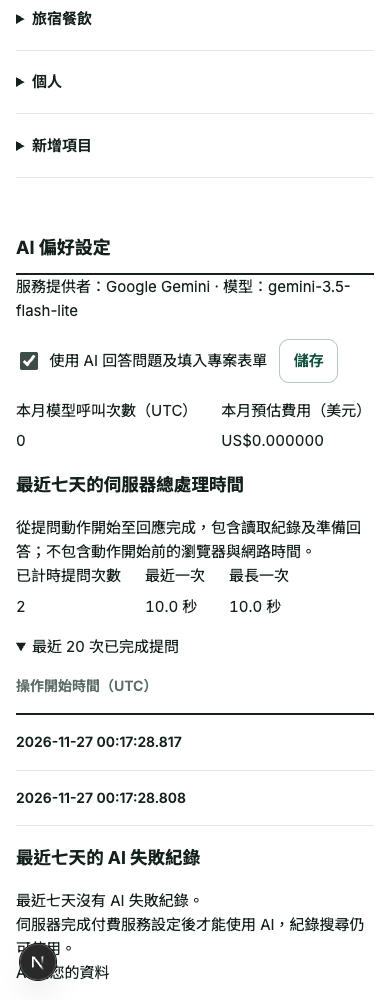 旅宿餐飲
個人
新增項目
AI 偏好設定
服務提供者：Google Gemini · 模型：gemini-3.5-
flash-lite
使用 AI 回答問題及填入專案表單 儲存
本月模型呼叫次數（UTC） 本月預估費用（美元）
0 US$0.000000
最近七天的伺服器總處理時間
從提問動作開始至回應完成，包含讀取紀錄及準備回
答；不包含動作開始前的瀏覽器與網路時間。
已計時提問次數 最近一次 最長一次
2 10.0 秒 10.0 秒
最近 20 次已完成提問
操作開始時間（UTC）
2026-11-27 00:17:28.817
2026-11-27 00:17:28.808
最近七天的 AI 失敗紀錄
最近七天沒有 AI 失敗紀錄。
伺服器完成付費服務設定後才能使用 AI，紀錄搜尋仍
可使用。
N
您的資料